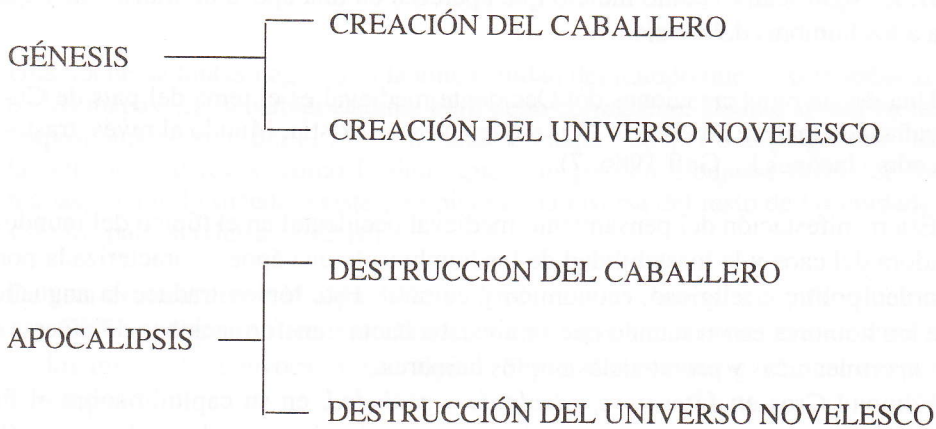 CREACIÓN DEL CABALLERO
GÉNESIS
CREACIÓN DEL UNIVERSO NOVELESCO
DESTRUCCIÓN DEL CABALLERO
APOCALIPSIS
DESTRUCCIÓN DEL UNIVERSO NOVELESCO